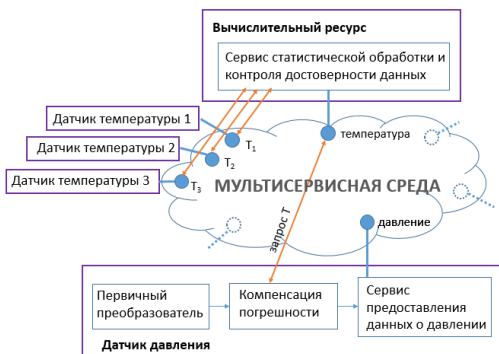 Вычислительный ресурс
Сервис статистической обработки и
контроля достоверности данных
Датчик температуры 1
Датчик температуры 2
Датчик температуры 3
T1
T2
T3
температура
МУЛЬТИСЕРВИСНАЯ СРЕДА
давление
запрос T
Первичный
преобразователь
Компенсация
погрешности
Сервис
предоставления
данных о давлении
Датчик давления